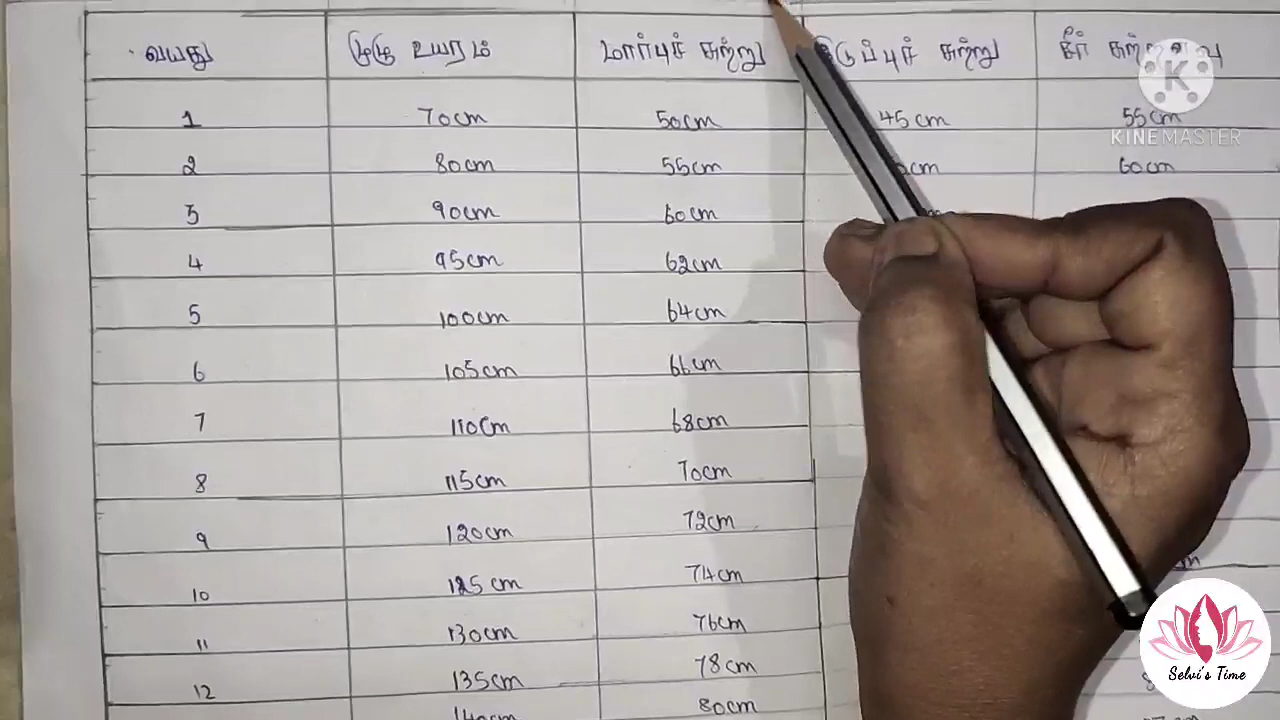 வயது முழு உயரம் மார்புச் சுற்று இடுப்புச் சுற்று
1 70cm 50cm 45cm 55cm
2 80cm 55cm 60cm
3 90cm 60cm
4 95cm 62cm
5 100cm 64cm
6 105cm 66cm
7 110cm 68cm
8 115cm 70cm
9 120cm 72cm
10 125cm 74cm
11 130cm 76cm
12 135cm 78cm
140cm 80cm
K
KINEMASTER
Selvi's Time